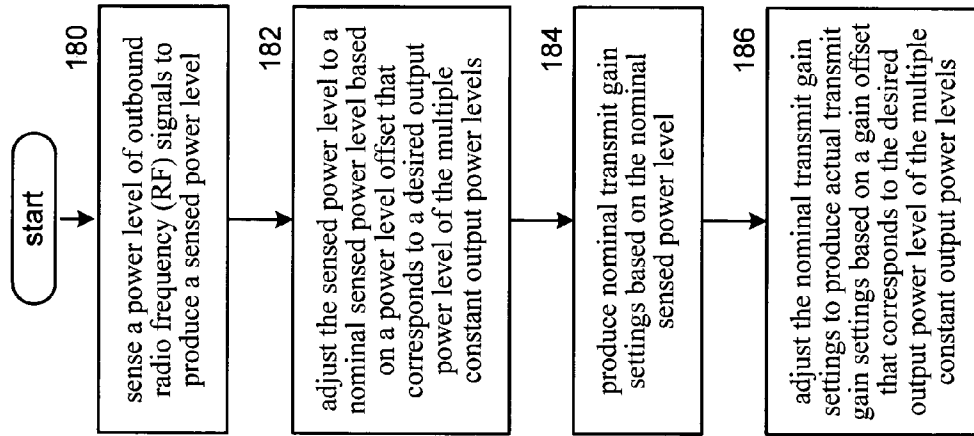 start
180
sense a power level of outbound
radio frequency (RF) signals to
produce a sensed power level
182
adjust the sensed power level to a
nominal sensed power level based
on a power level offset that
corresponds to a desired output
power level of the multiple
constant output power levels
184
produce nominal transmit gain
settings based on the nominal
sensed power level
186
adjust the nominal transmit gain
settings to produce actual transmit
gain settings based on a gain offset
that corresponds to the desired
output power level of the multiple
constant output power levels